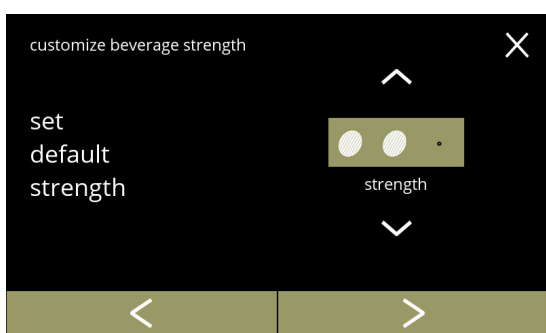 customize beverage strength
set
default
strength
strength